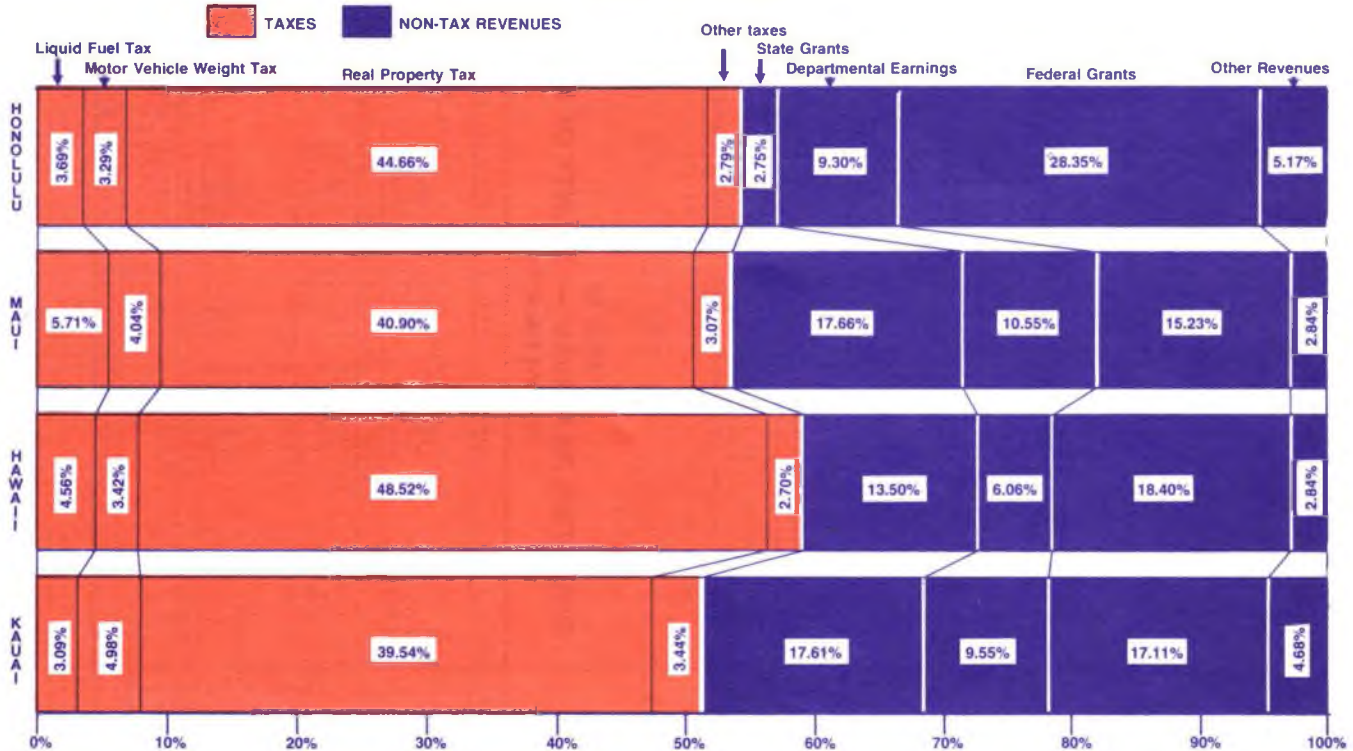 TAXES NON-TAX REVENUES
Other taxes
Liquid Fuel Tax State Grants
Motor Vehicle Weight Tax Real Property Tax Departmental Earnings Federal Grants Other Revenues
HONOLULU 3.69% 3.29% 44.66% 2.79% 2.75% 9.30% 28.35% 5.17%
MAUI 5.71% 4.04% 40.90% 3.07% 17.66% 10.55% 15.23% 2.84%
HAWAII 4.56% 3.42% 48.52% 2.70% 13.50% 6.06% 18.40% 2.84%
KAUAI 3.09% 4.98% 39.54% 3.44% 17.61% 9.55% 17.11% 4.68%
0% 10% 20% 30% 40% 50% 60% 70% 80% 90% 100%